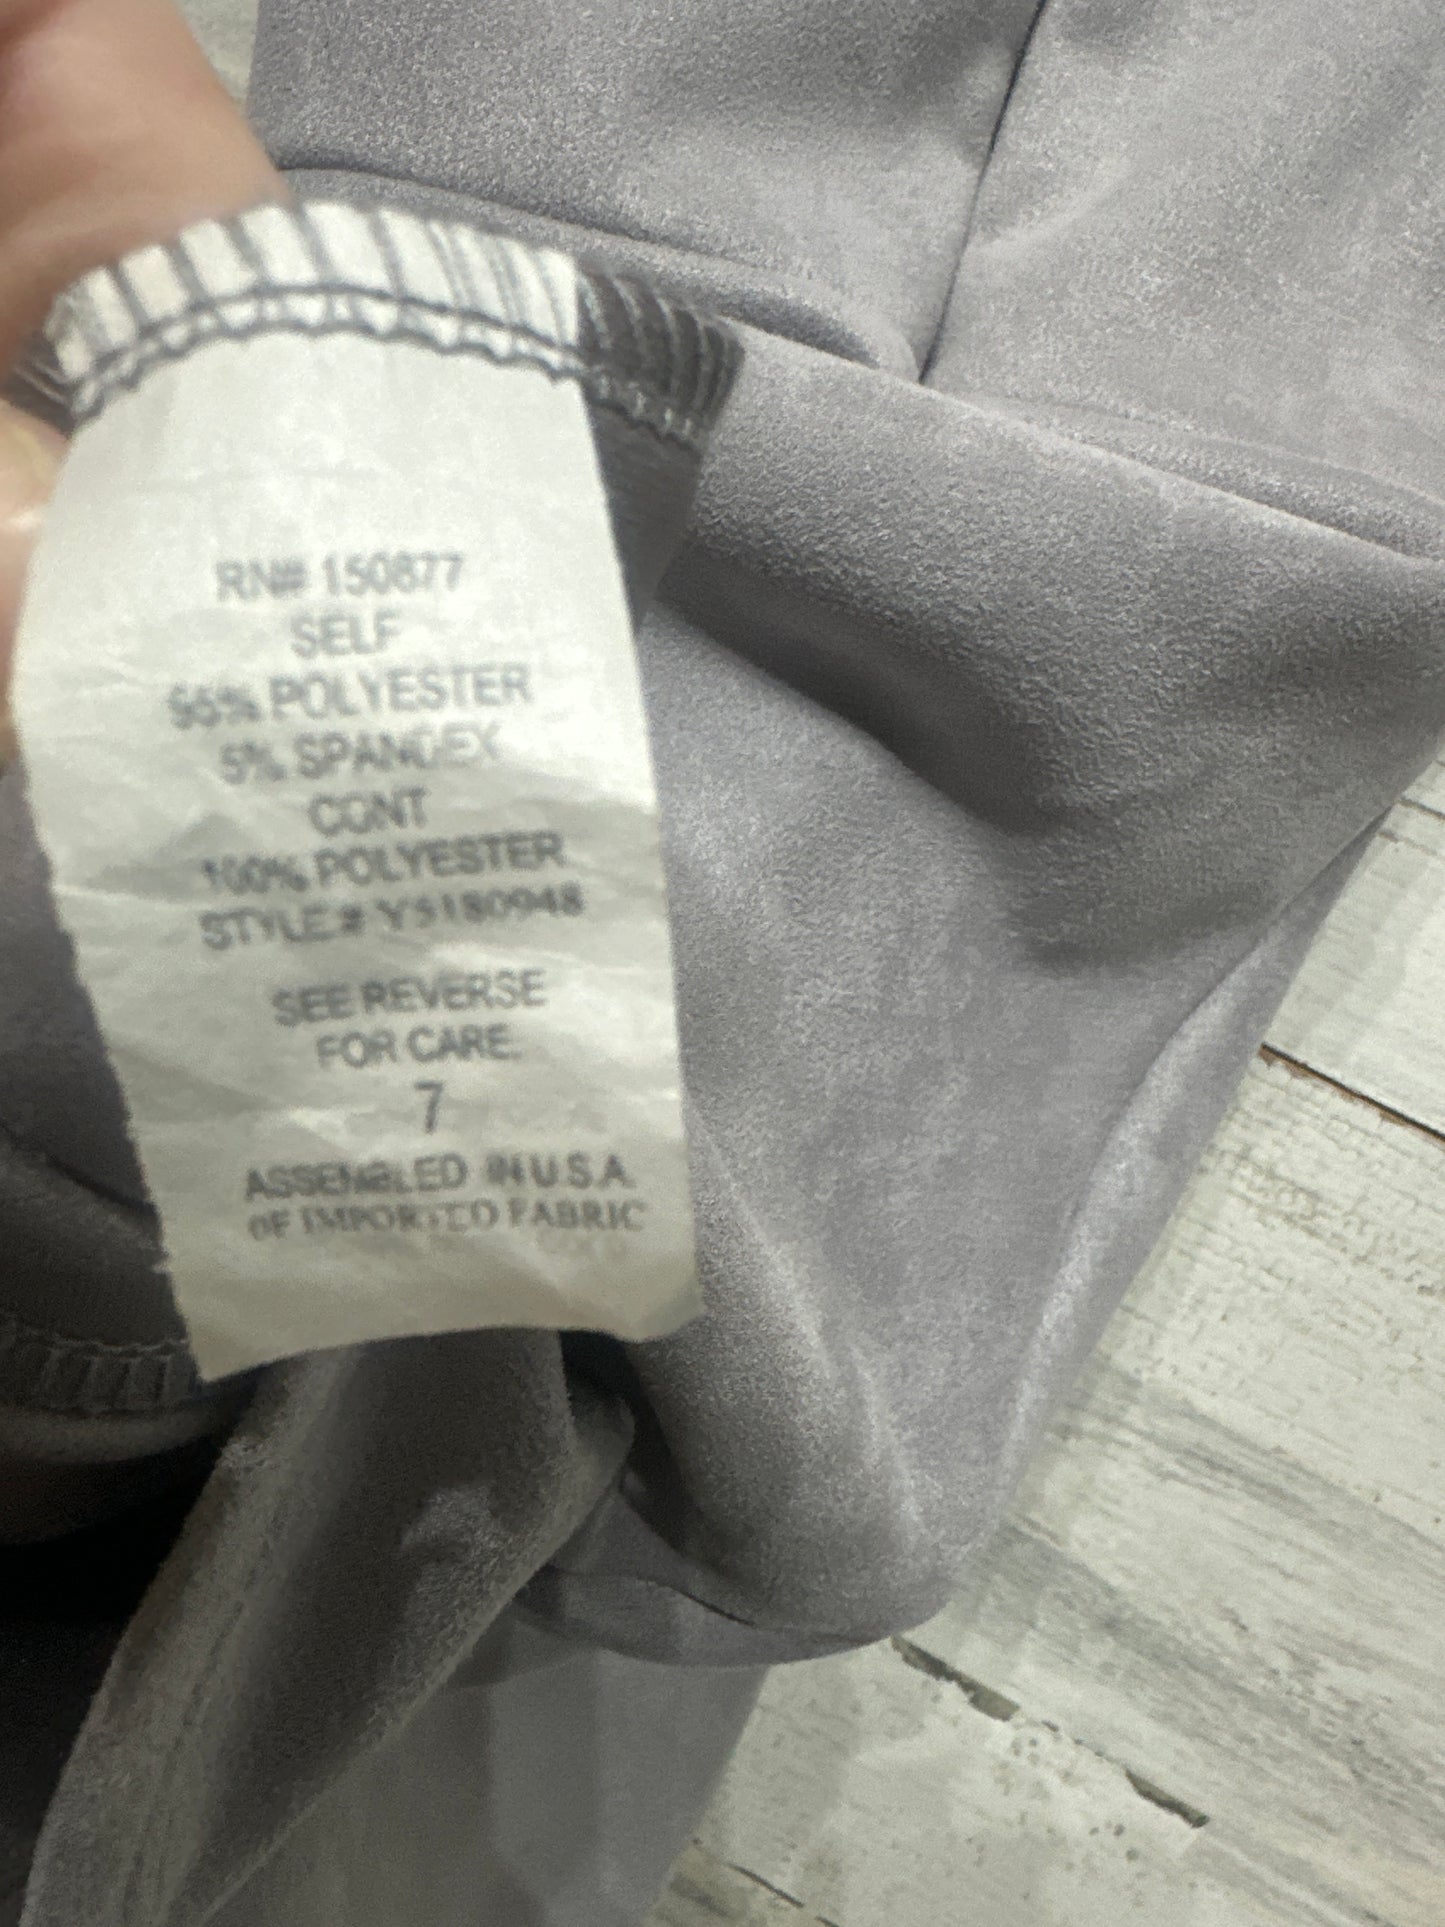 RN# 150877
SELF
95% POLYESTER
5% SPANDEX
CONT
100% POLYESTER
STYLE# Y5180948
SEE REVERSE
FOR CARE.
7
ASSEMBLED IN U.S.A.
OF IMPORTED FABRIC